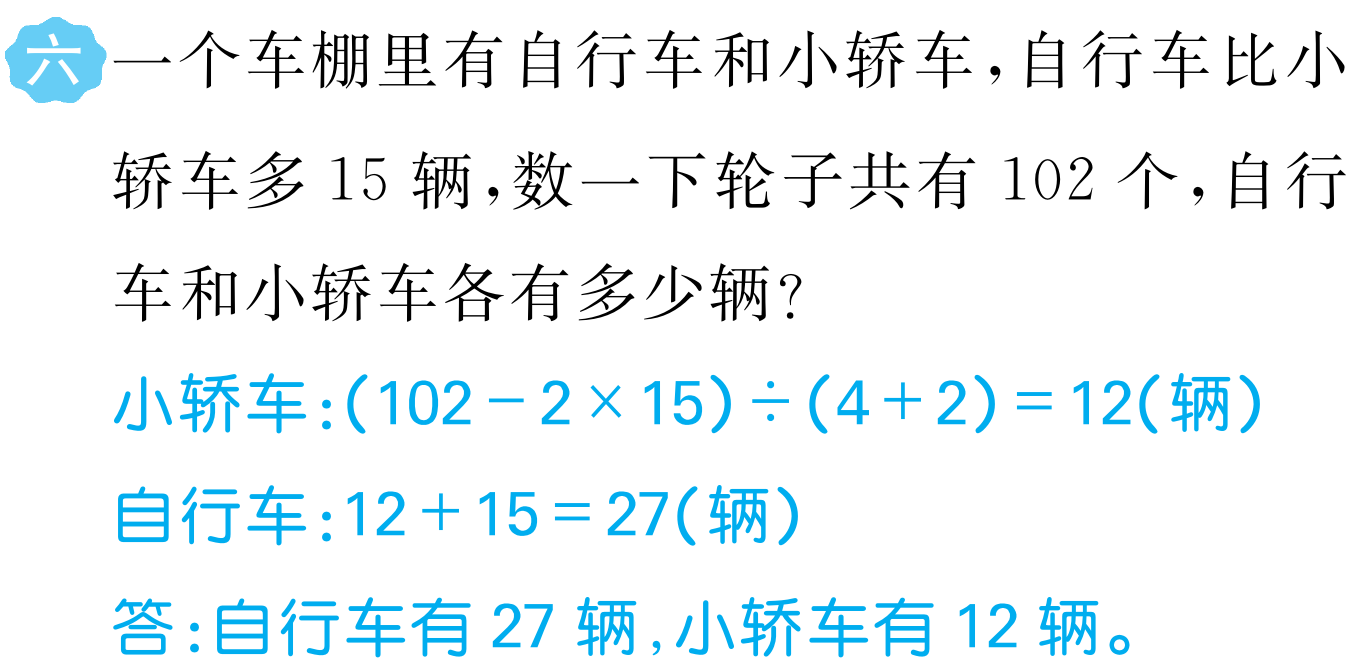 六 一个车棚里有自行车和小轿车,自行车比小
轿车多 15 辆,数一下轮子共有 102 个,自行
车和小轿车各有多少辆?
小轿车:(102-2×15)÷(4+2)=12(辆)
自行车:12+15=27(辆)
答:自行车有 27 辆,小轿车有 12 辆。